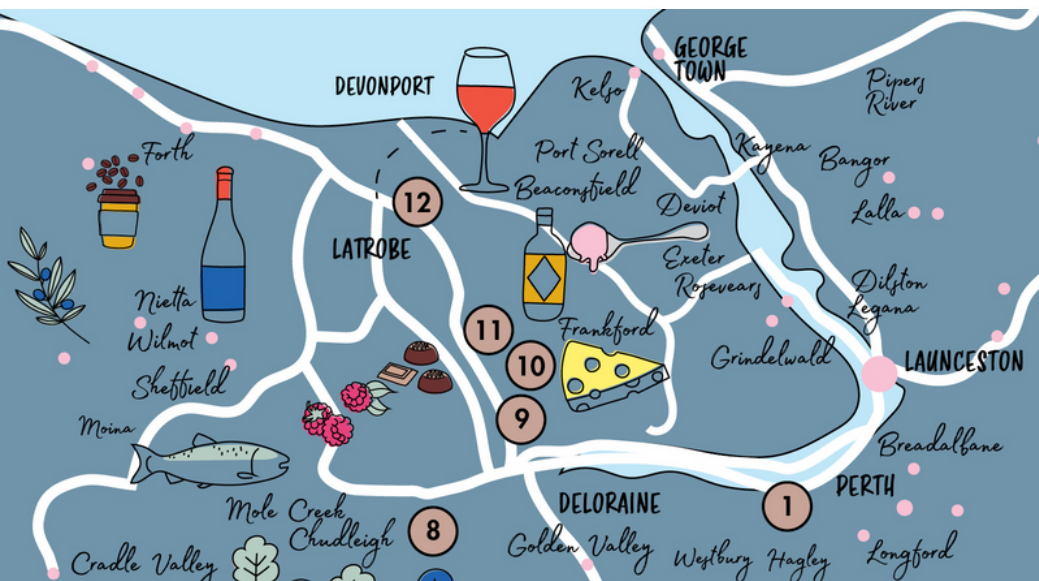 GEORGE
TOWN
DEVONPORT
Kelso
Pipers
River
Forth
Port Sorell
Kayena
Bangor
Beaconsfield
12
Deviot
Lalla
LATROBE
Exeter
Rosevears
Dilston
Legana
Nietta
Wilmot
11
Frankford
Grindelwald
LAUNCESTON
10
Sheffield
9
Moina
Breadalbane
PERTH
DELORAINE
1
Mole Creek
Chudleigh
8
Golden Valley
Westbury
Hagley
Longford
Cradle Valley